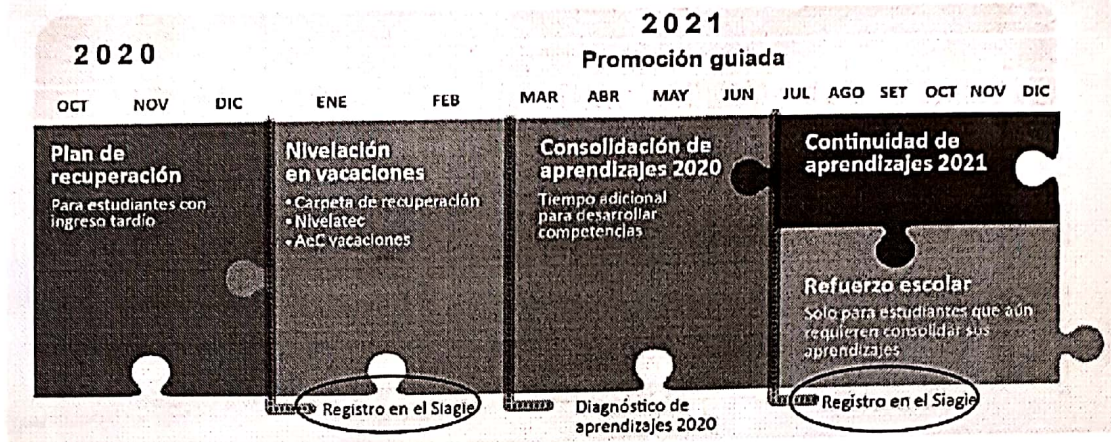 2020
2021
Promoción guiada
OCT NOV DIC ENE FEB MAR ABR MAY JUN JUL AGO SET OCT NOV DIC
Plan de
recuperación
Para estudiantes con
ingreso tardío
Nivelación
en vacaciones
• Carpeta de recuperación
• Nivelatec
• AeC vacaciones
Consolidación de
aprendizajes 2020
Tiempo adicional
para desarrollar
competencias
Continuidad de
aprendizajes 2021
Refuerzo escolar
Solo para estudiantes que aún
requieren consolidar sus
aprendizajes
Registro en el Siagie
Diagnóstico de
aprendizajes 2020
Registro en el Siagie